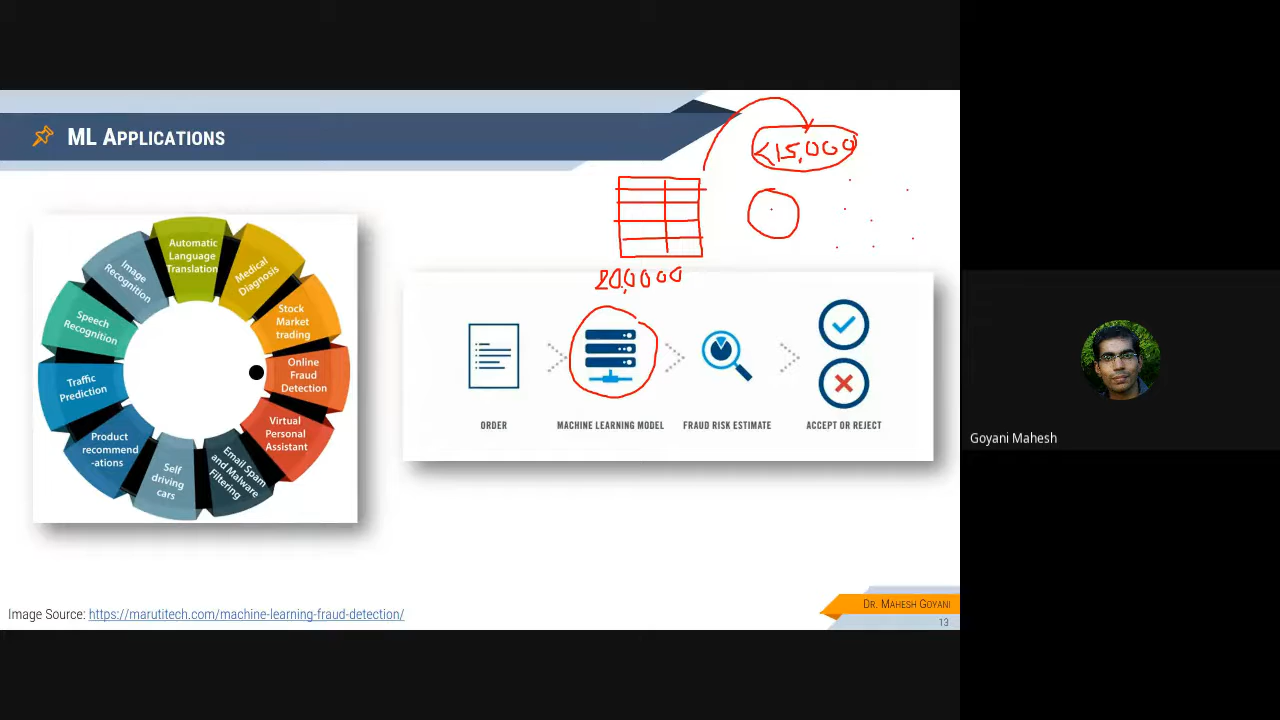 ML Applications
<15,000
20,0000
Automatic
Language
Translation
Medical
Diagnosis
Stock
Market
trading
Online
Fraud
Detection
Virtual
Personal
Assistant
Email Spam
and Malware
Filtering
Self
driving
cars
Product
recommend
-ations
Traffic
Prediction
Speech
Recognition
Image
Recognition
ORDER
MACHINE LEARNING MODEL
FRAUD RISK ESTIMATE
ACCEPT OR REJECT
Goyani Mahesh
Image Source: https://marutitech.com/machine-learning-fraud-detection/
Dr. Mahesh Goyani
13